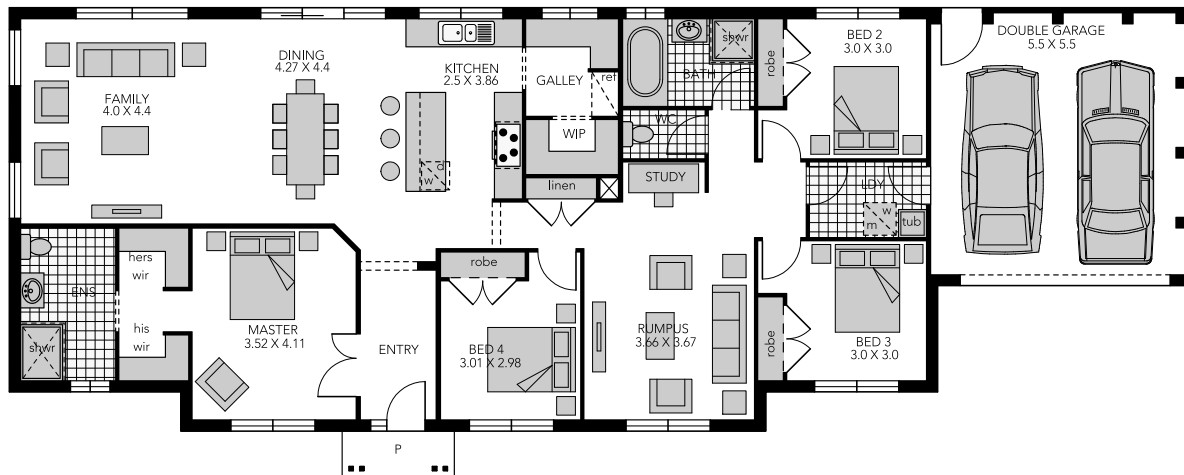 DINING
4.27 X 4.4
FAMILY
4.0 X 4.4
KITCHEN
2.5 X 3.86
GALLEY
ref
WIP
d
w
linen
shwr
BATH
WC
STUDY
robe
BED 2
3.0 X 3.0
DOUBLE GARAGE
5.5 X 5.5
LDY
w
m
tub
hers
wir
ENS
his
wir
shwr
MASTER
3.52 X 4.11
ENTRY
P
robe
BED 4
3.01 X 2.98
RUMPUS
3.66 X 3.67
robe
BED 3
3.0 X 3.0